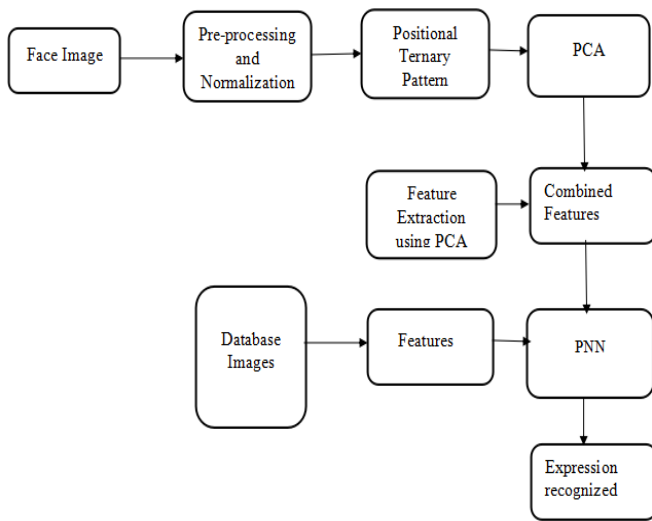 Face Image
Pre-processing
and
Normalization
Positional
Ternary
Pattern
PCA
Feature
Extraction
using PCA
Combined
Features
Database
Images
Features
PNN
Expression
recognized